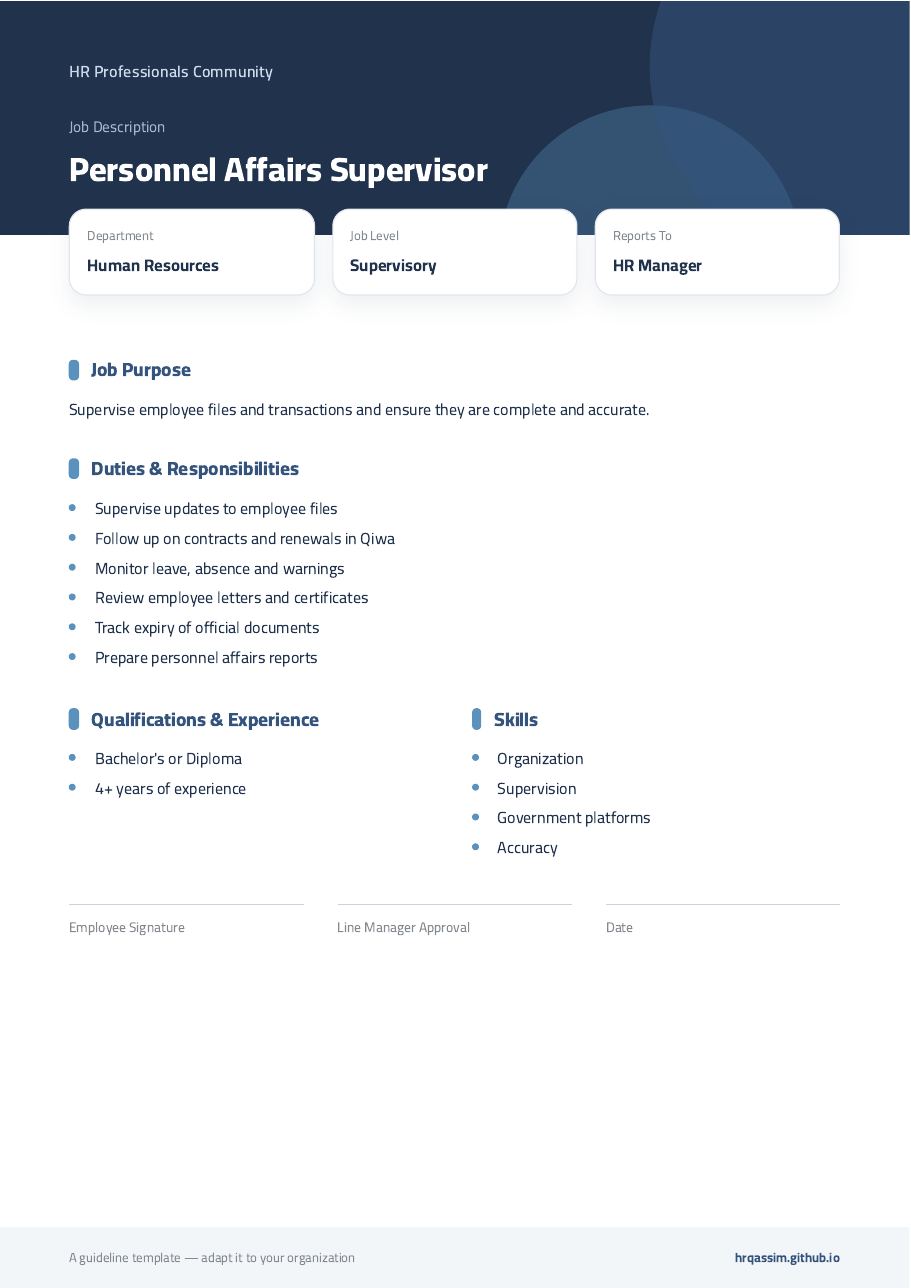 HR Professionals Community
Job Description
Personnel Affairs Supervisor
Department
Human Resources
Job Level
Supervisory
Reports To
HR Manager
Job Purpose
Supervise employee files and transactions and ensure they are complete and accurate.
Duties & Responsibilities
Supervise updates to employee files
Follow up on contracts and renewals in Qiwa
Monitor leave, absence and warnings
Review employee letters and certificates
Track expiry of official documents
Prepare personnel affairs reports
Qualifications & Experience
Bachelor's or Diploma
4+ years of experience
Skills
Organization
Supervision
Government platforms
Accuracy
Employee Signature
Line Manager Approval
Date
A guideline template — adapt it to your organization
hrqassim.github.io